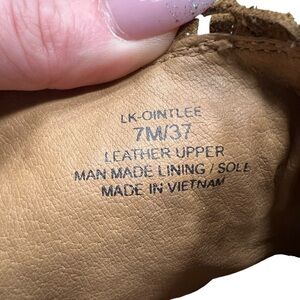 LK-OINTLEE
7M/37
LEATHER UPPER
MAN MADE LINING / SOLE
MADE IN VIETNAM